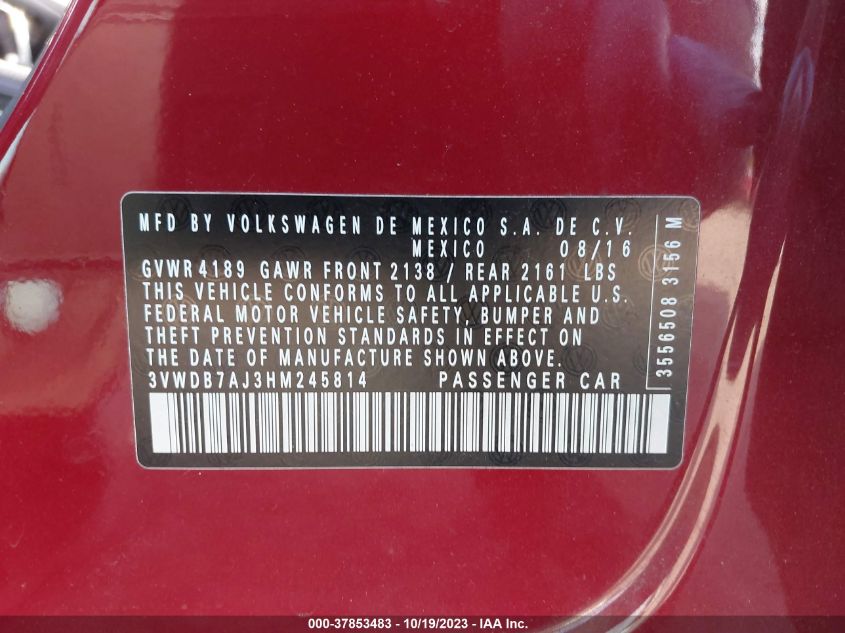 MFD BY VOLKSWAGEN DE MEXICO S.A. DE C.V.
MEXICO 08/16
GVWR 4189 GAWR FRONT 2138 / REAR 2161 LBS
THIS VEHICLE CONFORMS TO ALL APPLICABLE U.S.
FEDERAL MOTOR VEHICLE SAFETY, BUMPER AND
THEFT PREVENTION STANDARDS IN EFFECT ON
THE DATE OF MANUFACTURE SHOWN ABOVE.
3VWDB7AJ3HM245814 PASSENGER CAR
3556508 3156 M
000-37853483 - 10/19/2023 - IAA Inc.